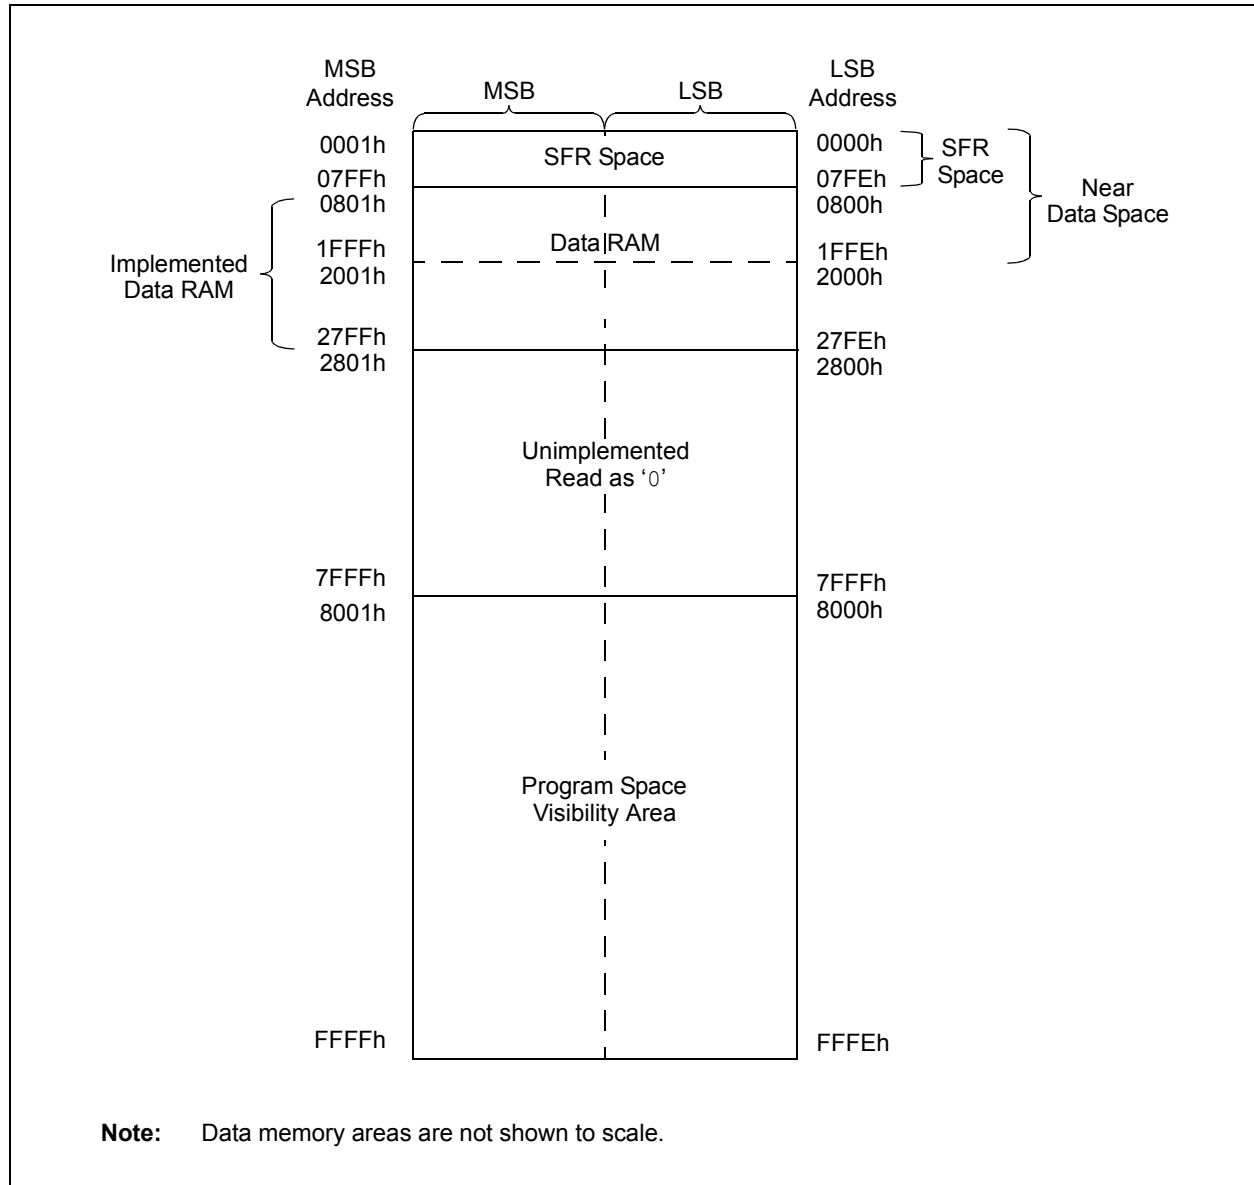 MSB
Address
MSB
LSB
LSB
Address
0001h
SFR Space
0000h
SFR
Space
07FFh
07FEh
0801h
0800h
Near
Data Space
Implemented
Data RAM
1FFFh
Data RAM
1FFEh
2001h
2000h
27FFh
27FEh
2801h
2800h
Unimplemented
Read as ‘0’
7FFFh
7FFFh
8001h
8000h
Program Space
Visibility Area
FFFFh
FFFEh
Note: Data memory areas are not shown to scale.